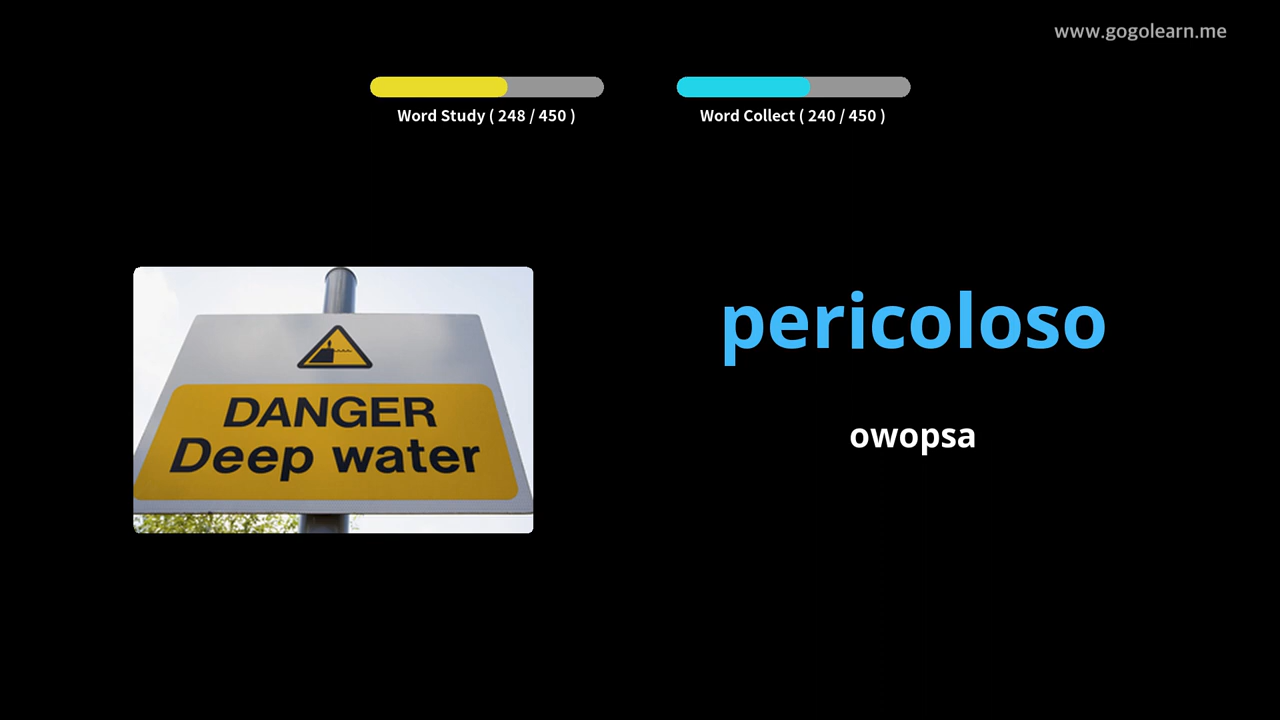 www.gogolearn.me
Word Study ( 248 / 450 )
Word Collect ( 240 / 450 )
DANGER
Deep water
pericoloso
owopsa